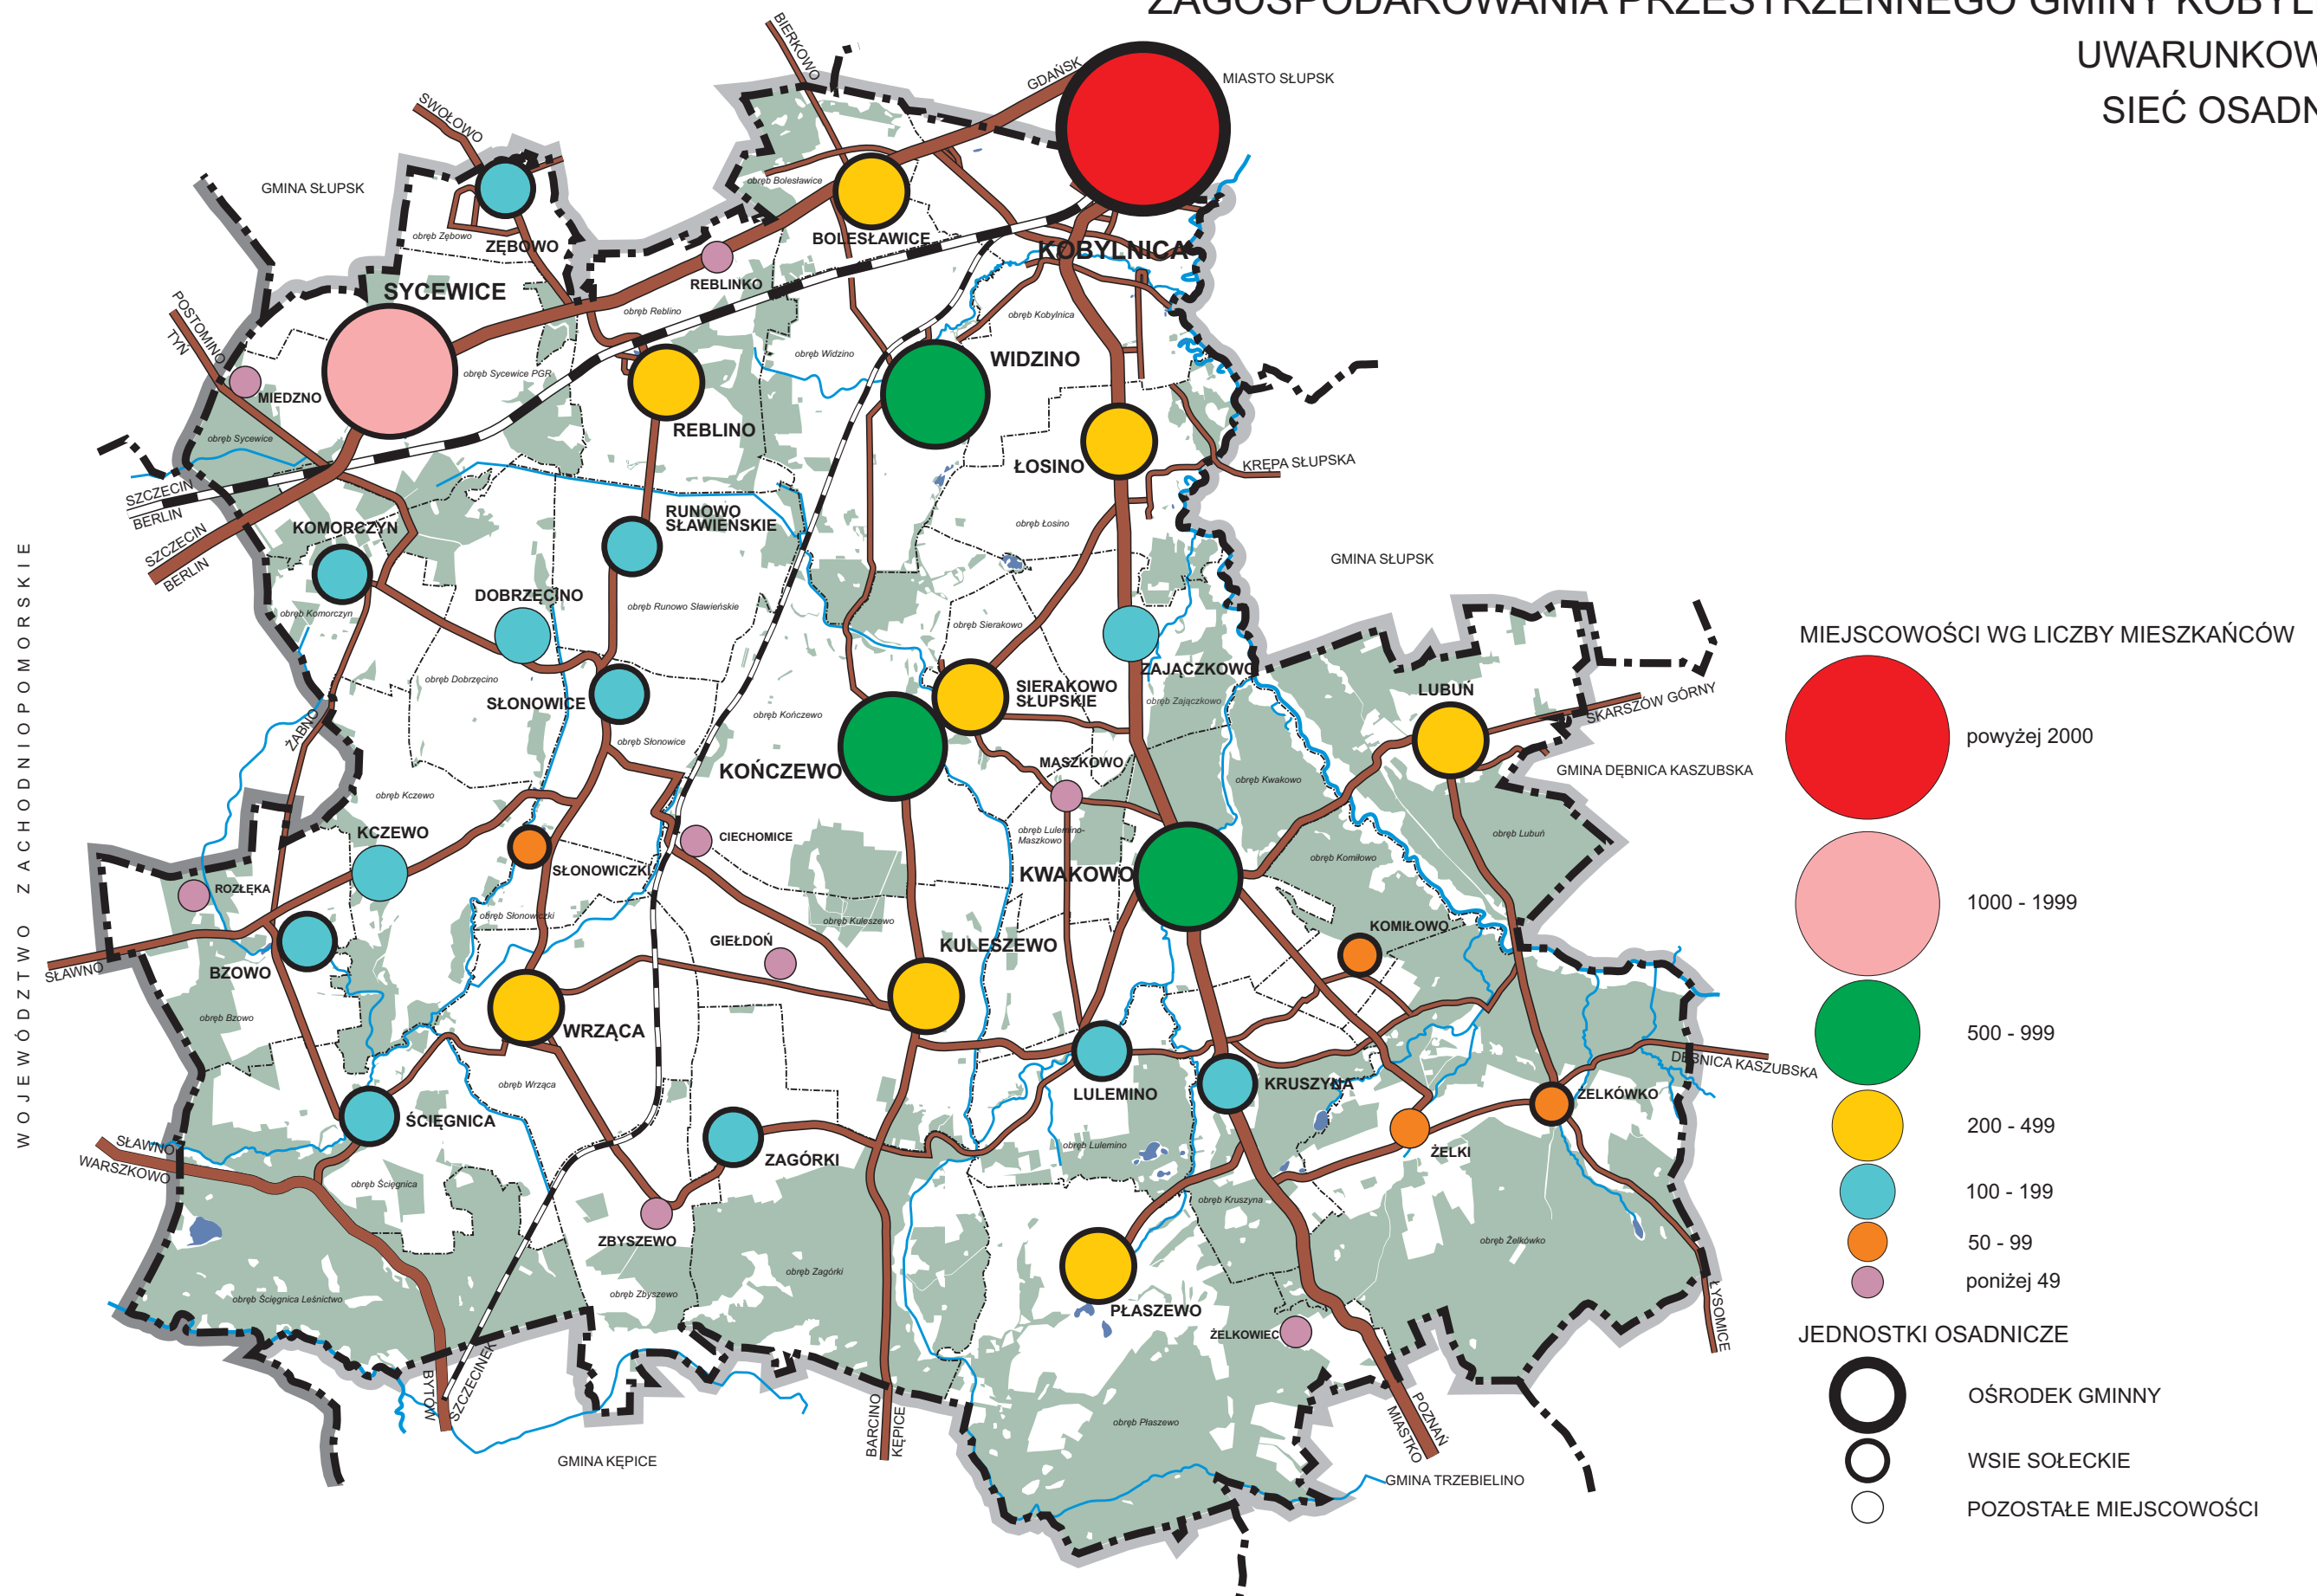 ZAGOSPODAROWANIA PRZESTRZENNEGO GMINY
SIEĆ
BIERKOWO
GDAŃSK
MIASTO SŁUPSK
SWOŁOWO
GMINA SŁUPSK
obręb Bolesławice
obręb Zębowo
ZĘBOWO
BOLESŁAWICE
KOBYLNICA
REBLINKO
SYCEWICE
POSTOMINO
TYŃ
obręb Reblino
obręb Kobylnica
obręb Widzino
WIDZINO
obręb Sycewice PGR
MIEDZNO
REBLINO
obręb Sycewice
ŁOSINO
KRĘPA SŁUPSKA
SZCZECIN
BERLIN
SZCZECIN
BERLIN
KOMORCZYN
RUNOWO
SŁAWIEŃSKIE
obręb Łosino
GMINA SŁUPSK
WOJEWÓDZTWO ZACHODNIOPOMORSKIE
DOBRZĘCINO
obręb Runowo Sławieńskie
obręb Komorczyn
obręb Sierakowo
MIEJSCOWOŚCI WG LICZBY MIESZKAŃCÓW
ZAJĄCZKOWO
obręb Dobrzęcino
SŁONOWICE
SIERAKOWO
SŁUPSKIE
obręb Zajączkowo
LUBUŃ
SKARSZÓW GÓRNY
obręb Kończewo
ŻABNO
obręb Słonowice
powyżej 2000
KOŃCZEWO
MASZKOWO
GMINA DĘBNICA KASZUBSKA
obręb Kwakowo
obręb Kczewo
KCZEWO
CIECHOMICE
obręb Lulemino-
Maszkowo
obręb Lubuń
obręb Komiłowo
SŁONOWICZKI
KWAKOWO
ROZŁĘKA
1000 - 1999
obręb Słonowiczki
obręb Kuleszewo
KOMIŁOWO
GIEŁDOŃ
KULESZEWO
SŁAWNO
BZOWO
obręb Bzowo
WRZĄCA
500 - 999
DĘBNICA KASZUBSKA
obręb Wrząca
KRUSZYNA
LULEMINO
ŻELKÓWKO
ŚCIĘGNICA
200 - 499
SŁAWNO
WARSZKOWO
ZAGÓRKI
obręb Lulemino
ŻELKI
obręb Ścięgnica
100 - 199
obręb Kruszyna
ZBYSZEWO
obręb Żelkówko
50 - 99
obręb Zagórki
poniżej 49
obręb Zbyszewo
obręb Ścięgnica Leśnictwo
PŁASZEWO
ŁYSOMICE
ŻELKOWIEC
JEDNOSTKI OSADNICZE
BYTÓW
SZCZECINEK
BARCINO
KĘPICE
OŚRODEK GMINNY
POZNAŃ
MIASTKO
obręb Płaszewo
GMINA KĘPICE
WSIE SOŁECKIE
GMINA TRZEBIELINO
POZOSTAŁE MIEJSCOWOŚCI